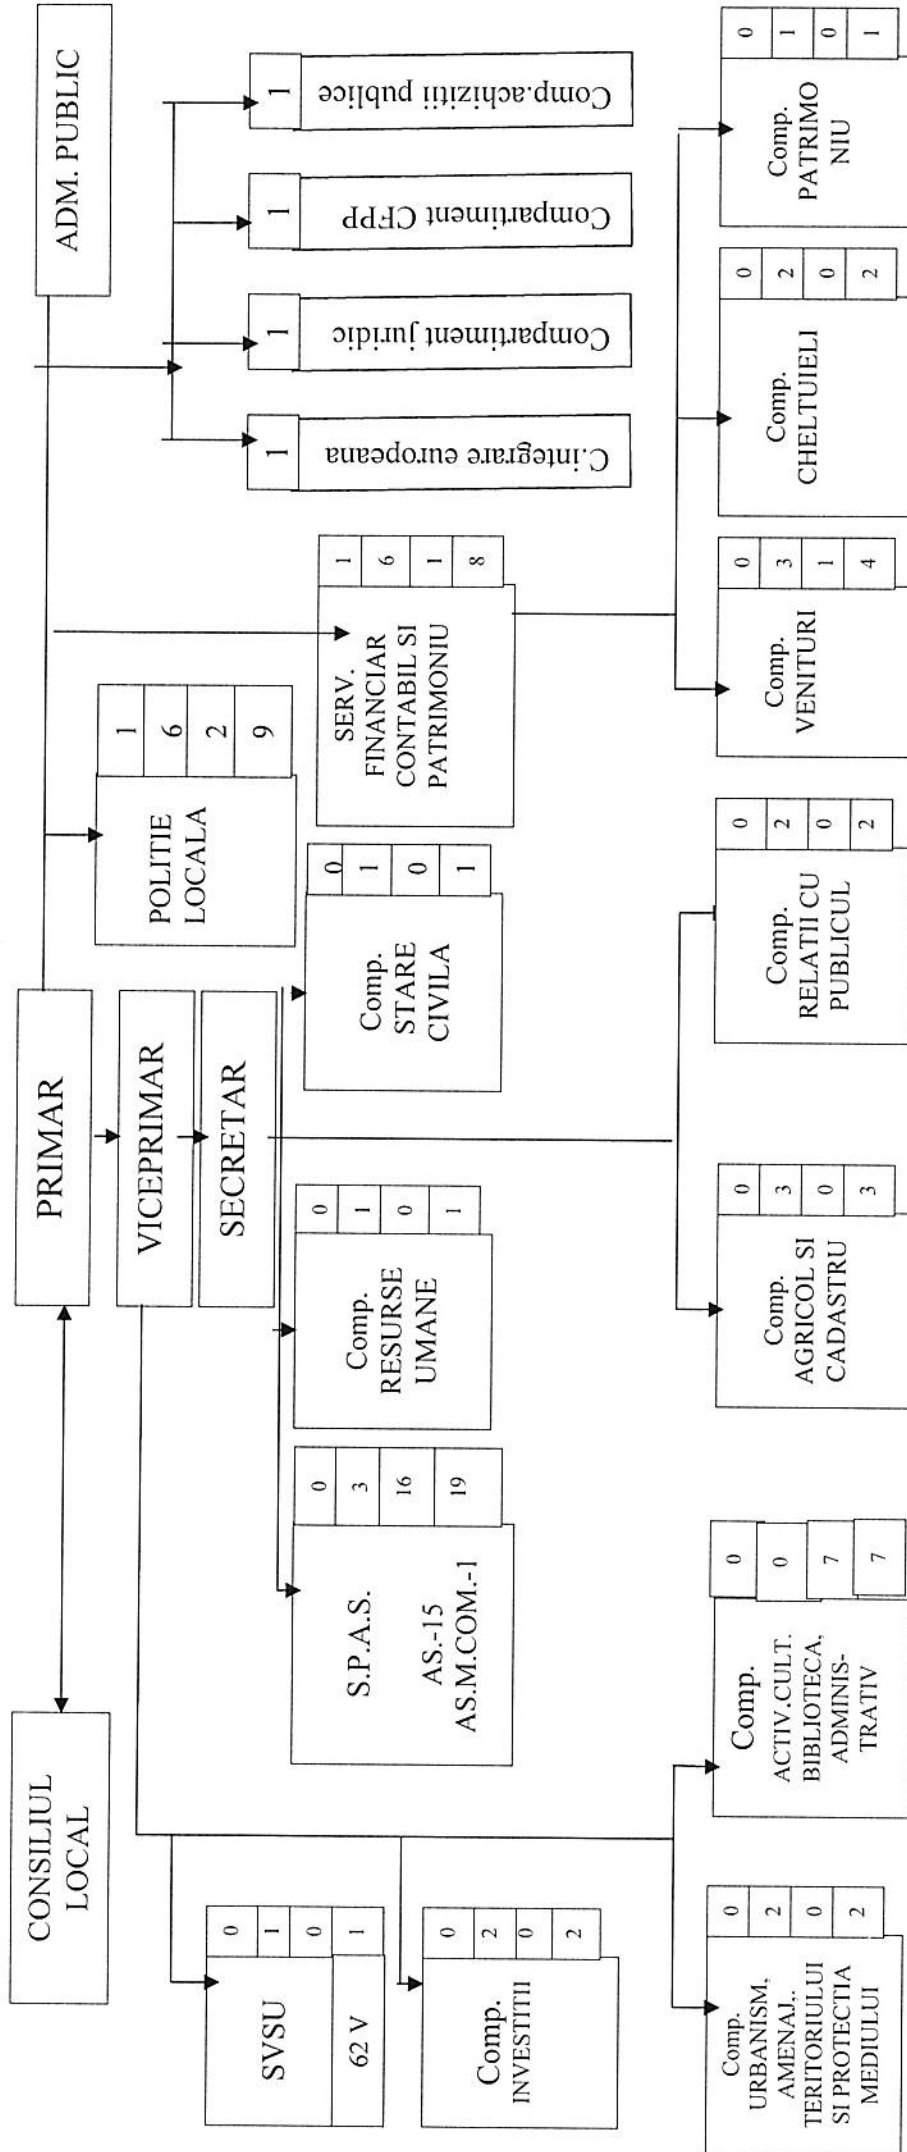 CONSILIUL
LOCAL
PRIMAR
ADM. PUBLIC
VICEPRIMAR
SECRETAR
POLITIE
LOCALA
1
6
2
9
1
C.integrare europeana
1
Compartiment juridic
1
Compartiment CFPP
1
Comp.achizitii publice
SVSU
0
1
0
1
62 V
S.P.A.S.
AS.-15
AS.M.COM.-1
0
3
16
19
Comp.
RESURSE
UMANE
0
1
0
1
Comp.
STARE
CIVILA
0
1
0
1
SERV.
FINANCIAR
CONTABIL SI
PATRIMONIU
1
6
1
8
Comp.
INVESTITII
0
2
0
2
Comp.
URBANISM,
AMENAJ..
TERITORIULUI
SI PROTECTIA
MEDIULUI
0
2
0
2
Comp.
ACTIV.CULT.
BIBLIOTECA,
ADMINIS-
TRATIV
0
0
7
7
Comp.
AGRICOL SI
CADASTRU
0
3
0
3
Comp.
RELATII CU
PUBLICUL
0
2
0
2
Comp.
VENITURI
0
3
1
4
Comp.
CHELTUIELI
0
2
0
2
Comp.
PATRIMO
NIU
0
1
0
1